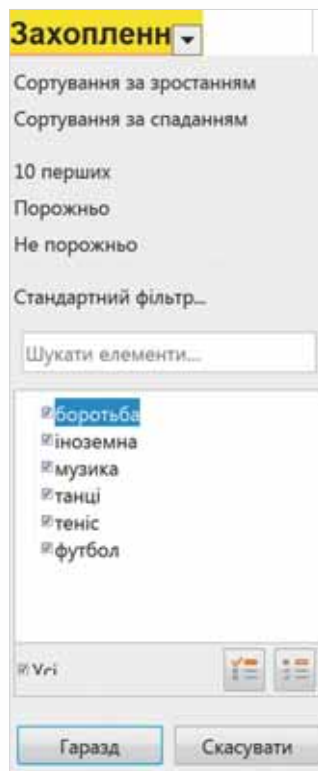 Захопленн
Сортування за зростанням
Сортування за спаданням
10 перших
Порожньо
Не порожньо
Стандартний фільтр...
Шукати елементи...
боротьба
іноземна
музика
танці
теніс
футбол
Усі
Гаразд
Скасувати